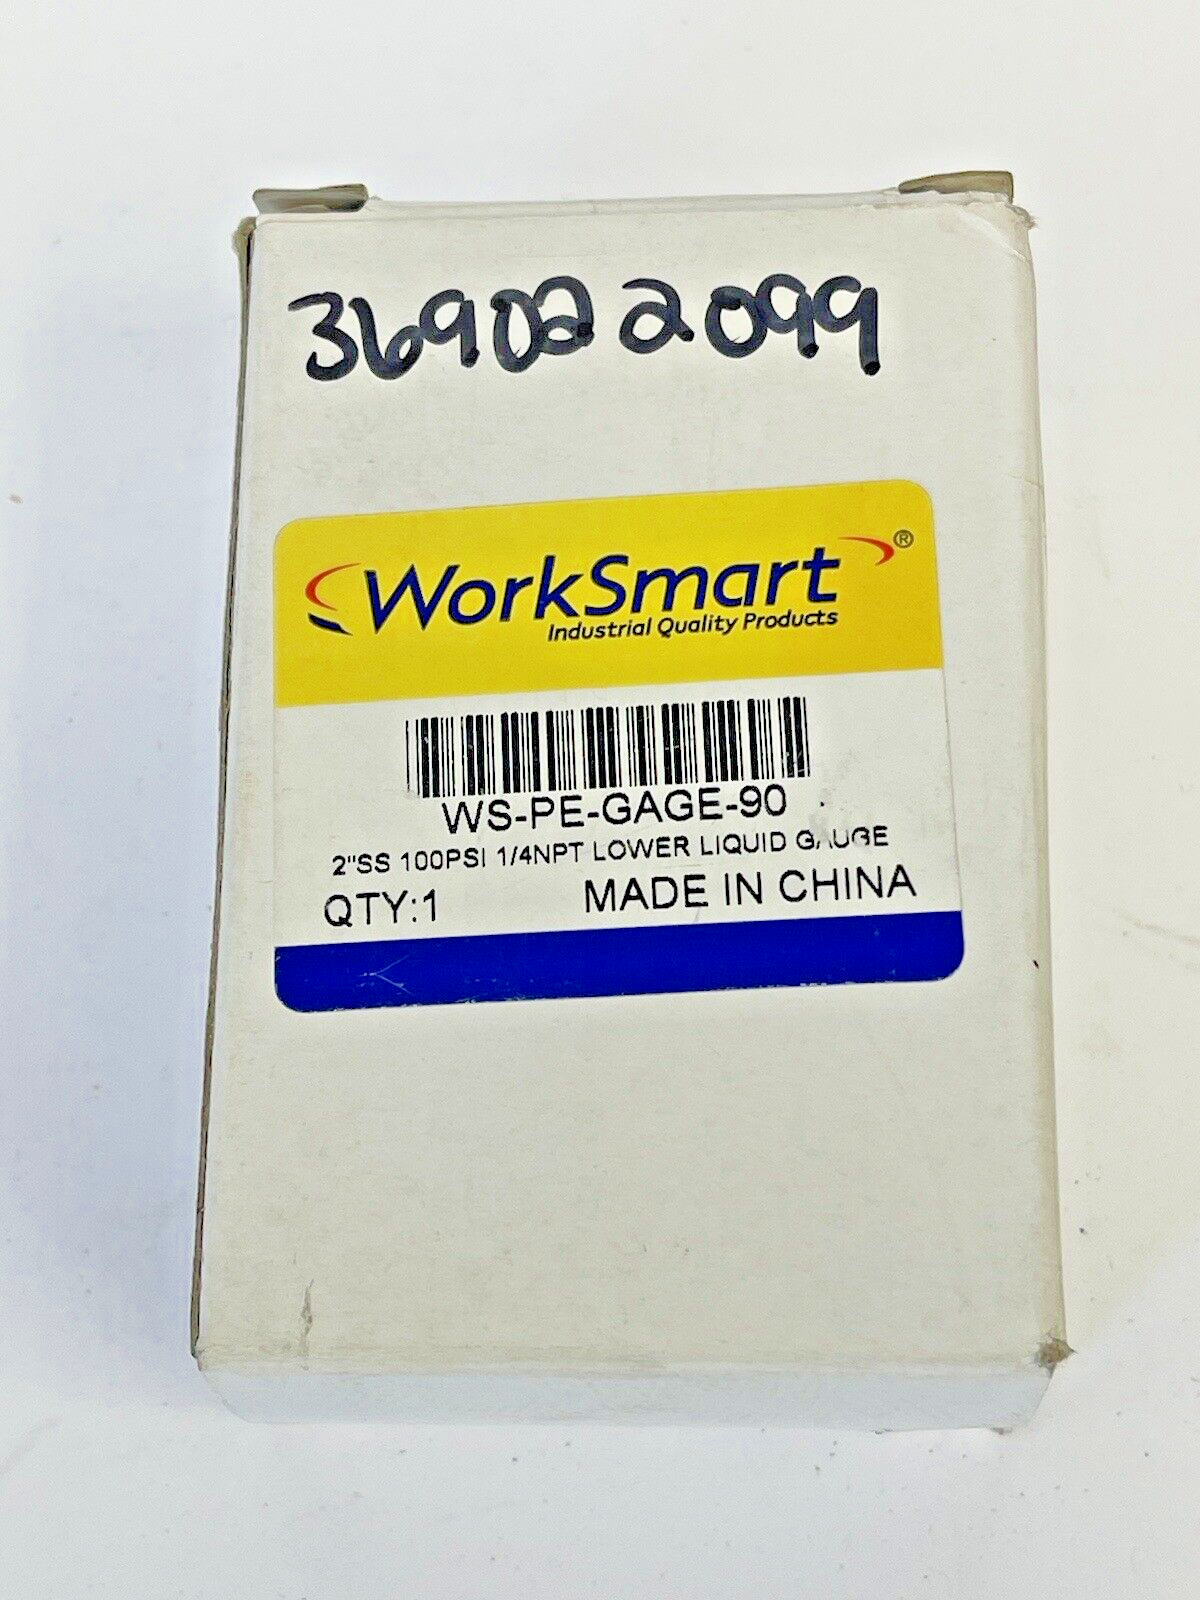 369022099
WorkSmart®
Industrial Quality Products
WS-PE-GAGE-90
2"SS 100PSI 1/4NPT LOWER LIQUID GAUGE
QTY:1 MADE IN CHINA